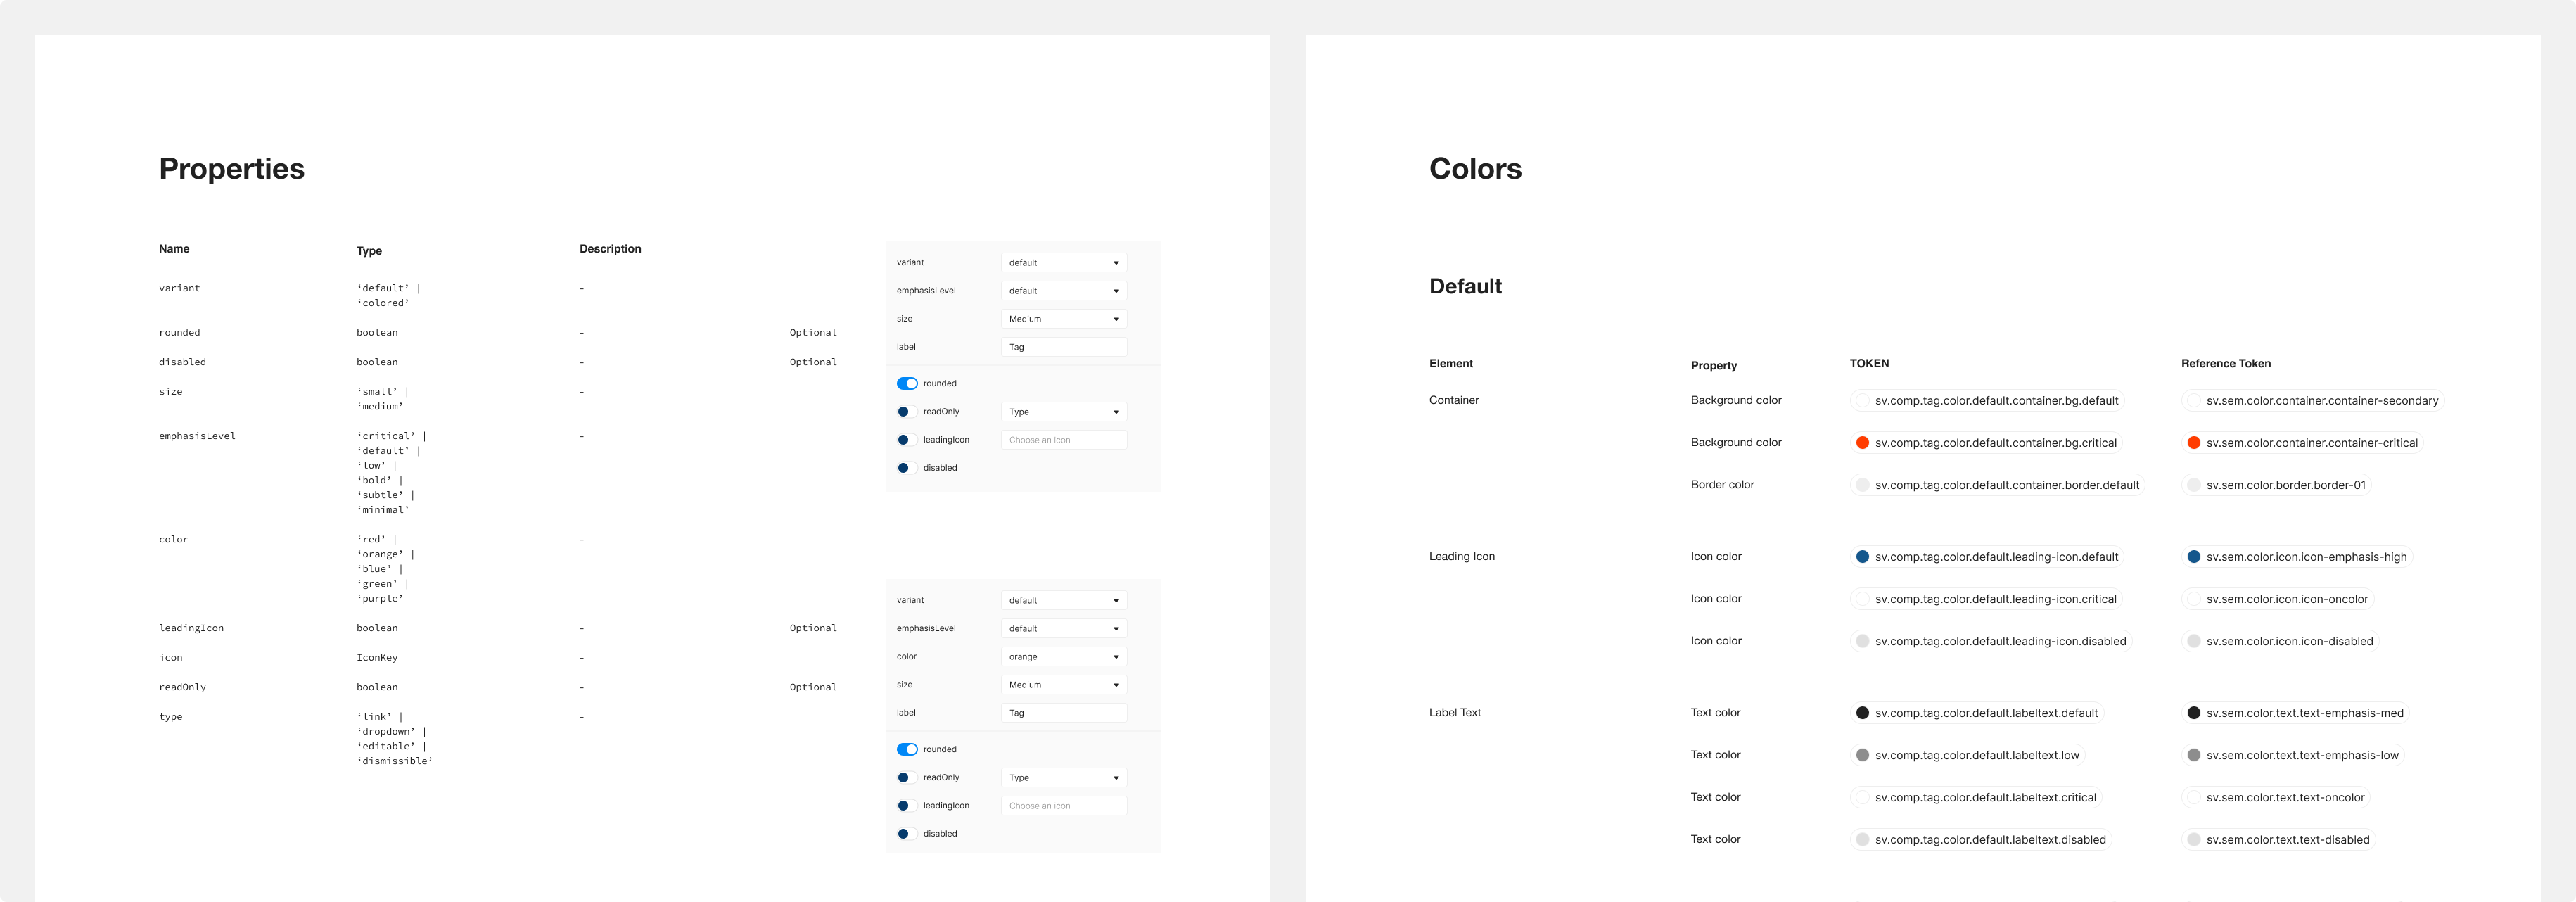 Properties
Name Type Description
variant ‘default’ | -
‘colored’
rounded boolean - Optional
disabled boolean - Optional
size ‘small’ | -
‘medium’
emphasisLevel ‘critical’ | -
‘default’ |
‘low’ |
‘bold’ |
‘subtle’ |
‘minimal’
color ‘red’ | -
‘orange’ |
‘blue’ |
‘green’ |
‘purple’
leadingIcon boolean - Optional
icon IconKey -
readOnly boolean - Optional
type ‘link’ | -
‘dropdown’ |
‘editable’ |
‘dismissible’
variant default
emphasisLevel default
size Medium
label Tag
rounded
readOnly Type
leadingIcon Choose an icon
disabled
variant default
emphasisLevel default
color orange
size Medium
label Tag
rounded
readOnly Type
leadingIcon Choose an icon
disabled
Colors
Default
Element Property TOKEN Reference Token
Container Background color sv.comp.tag.color.default.container.bg.default sv.sem.color.container.container-secondary
Background color sv.comp.tag.color.default.container.bg.critical sv.sem.color.container.container-critical
Border color sv.comp.tag.color.default.container.border.default sv.sem.color.border.border-01
Leading Icon Icon color sv.comp.tag.color.default.leading-icon.default sv.sem.color.icon.icon-emphasis-high
Icon color sv.comp.tag.color.default.leading-icon.critical sv.sem.color.icon.icon-oncolor
Icon color sv.comp.tag.color.default.leading-icon.disabled sv.sem.color.icon.icon-disabled
Label Text Text color sv.comp.tag.color.default.labeltext.default sv.sem.color.text.text-emphasis-med
Text color sv.comp.tag.color.default.labeltext.low sv.sem.color.text.text-emphasis-low
Text color sv.comp.tag.color.default.labeltext.critical sv.sem.color.text.text-oncolor
Text color sv.comp.tag.color.default.labeltext.disabled sv.sem.color.text.text-disabled